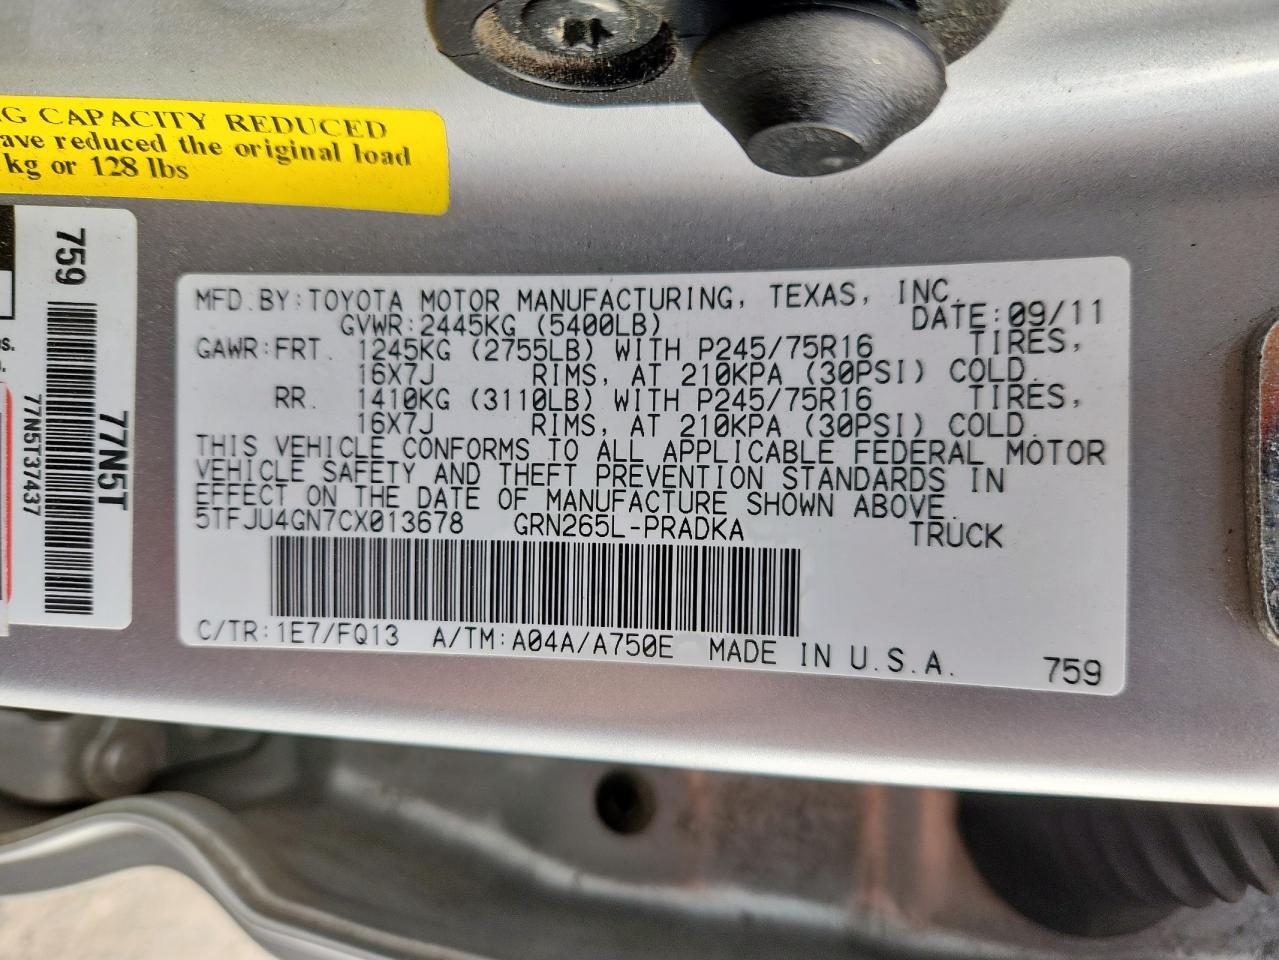 G CAPACITY REDUCED
ave reduced the original load
kg or 128 lbs
759
77N5T
77N5T37437
MFD.BY:TOYOTA MOTOR MANUFACTURING, TEXAS, INC.
GVWR:2445KG (5400LB) DATE:09/11
GAWR:FRT. 1245KG (2755LB) WITH P245/75R16 TIRES,
16X7J RIMS, AT 210KPA (30PSI) COLD.
RR. 1410KG (3110LB) WITH P245/75R16 TIRES,
16X7J RIMS, AT 210KPA (30PSI) COLD.
THIS VEHICLE CONFORMS TO ALL APPLICABLE FEDERAL MOTOR
VEHICLE SAFETY AND THEFT PREVENTION STANDARDS IN
EFFECT ON THE DATE OF MANUFACTURE SHOWN ABOVE.
5TFJU4GN7CX013678 GRN265L-PRADKA TRUCK
C/TR:1E7/FQ13 A/TM:A04A/A750E MADE IN U.S.A. 759